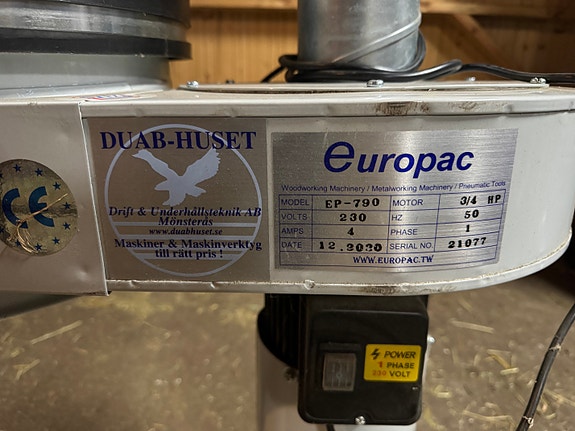 DUAB-HUSET
Drift & Underhållsteknik AB
Mönsterås
www.duabhuset.se
Maskiner & Maskinverktyg
till rätt pris !
CE
europac
Woodworking Machinery / Metalworking Machinery / Pneumatic Tools
MODEL EP-790 MOTOR 3/4 HP
VOLTS 230 HZ 50
AMPS 4 PHASE 1
DATE 12.2020 SERIAL NO. 21077
WWW.EUROPAC.TW
POWER
1 PHASE
230 VOLT